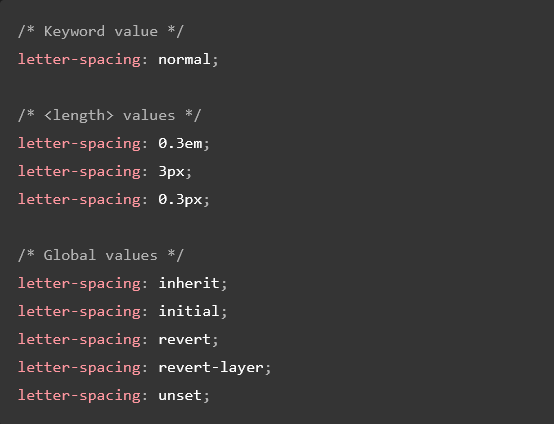 /* Keyword value */
letter-spacing: normal;
/* <length> values */
letter-spacing: 0.3em;
letter-spacing: 3px;
letter-spacing: 0.3px;
/* Global values */
letter-spacing: inherit;
letter-spacing: initial;
letter-spacing: revert;
letter-spacing: revert-layer;
letter-spacing: unset;